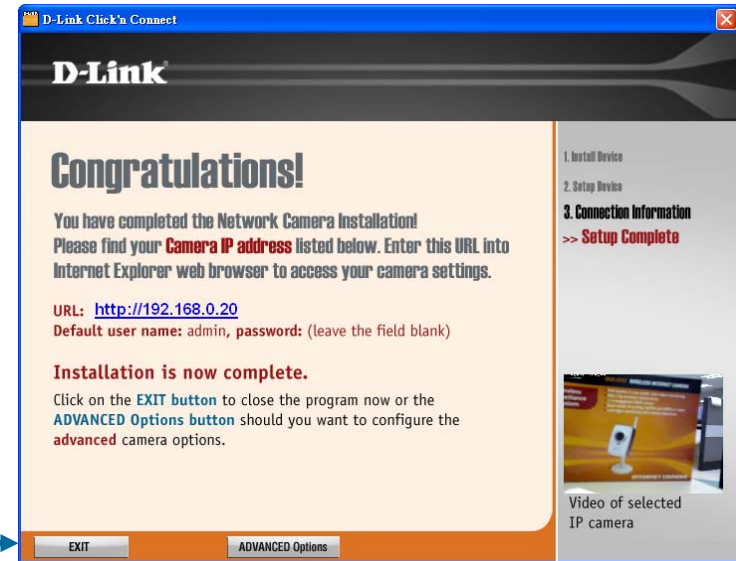 D-Link Click'n Connect
D-Link
Congratulations!
You have completed the Network Camera Installation!
Please find your Camera IP address listed below. Enter this URL into
Internet Explorer web browser to access your camera settings.
URL: http://192.168.0.20
Default user name: admin, password: (leave the field blank)
Installation is now complete.
Click on the EXIT button to close the program now or the
ADVANCED Options button should you want to configure the
advanced camera options.
1. Install Device
2. Setup Device
3. Connection Information
>> Setup Complete
WIRELESS INTERNET CAMERA
INTERNET CAMERA
Video of selected
IP camera
EXIT
ADVANCED Options